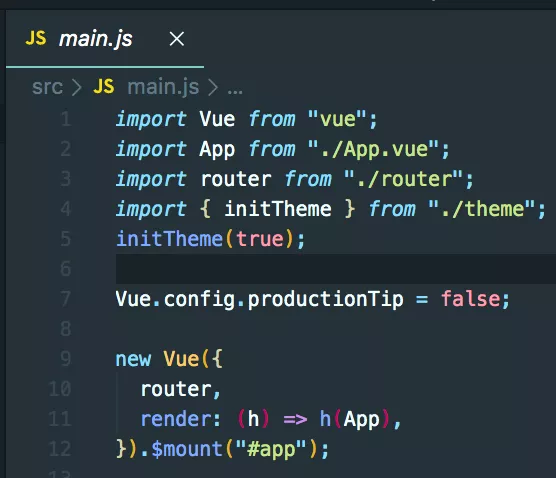 JS main.js ×
src > JS main.js > ...
1 import Vue from "vue";
2 import App from "./App.vue";
3 import router from "./router";
4 import { initTheme } from "./theme";
5 initTheme(true);
6
7 Vue.config.productionTip = false;
8
9 new Vue({
10   router,
11   render: (h) => h(App),
12 }).$mount("#app");